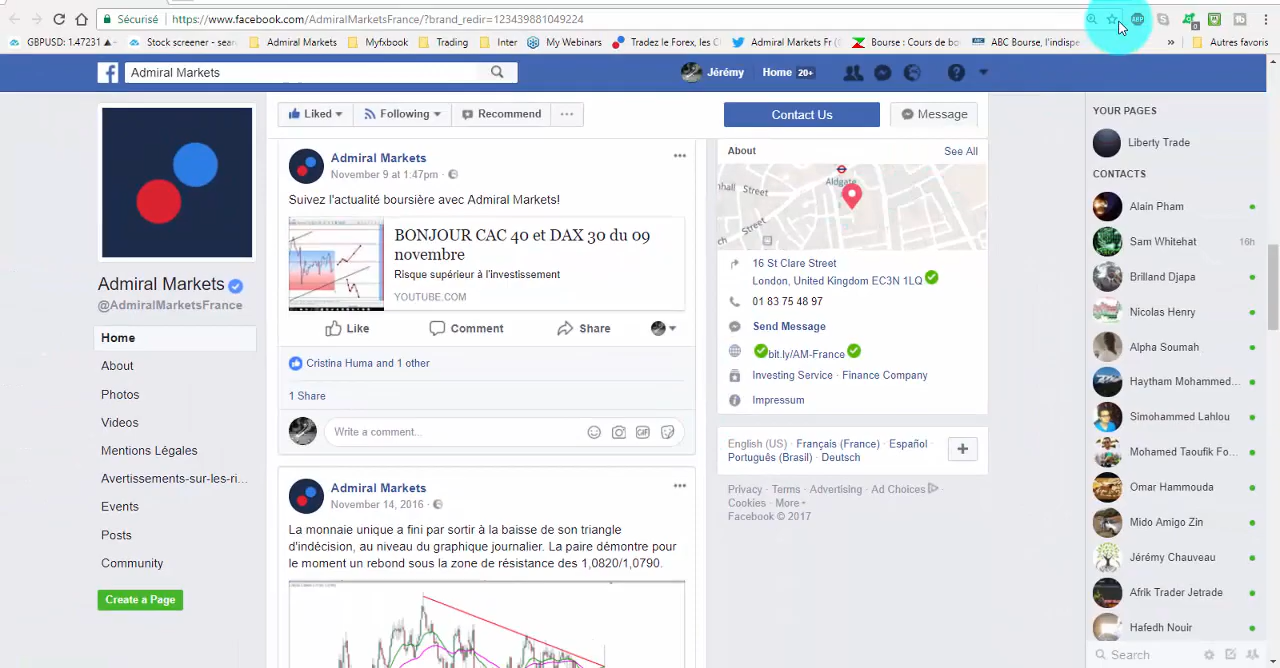 Sécurisé https://www.facebook.com/AdmiralMarketsFrance/?brand_redir=123439881049224
GBPUSD: 1.47231 ▲
Stock screener - sear
Admiral Markets
Myfxbook
Trading
Inter
My Webinars
Tradez le Forex, les C
Admiral Markets Fr (
Bourse : Cours de bo
ABC Bourse, l'indispe
»
Autres favoris
Admiral Markets
Jérémy
Home 20+
Liked
Following
Recommend
...
Contact Us
Message
Admiral Markets
@AdmiralMarketsFrance
Home
About
Photos
Videos
Mentions Légales
Avertissements-sur-les-ri...
Events
Posts
Community
Create a Page
Admiral Markets
November 9 at 1:47pm ·
Suivez l'actualité boursière avec Admiral Markets!
BONJOUR CAC 40 et DAX 30 du 09
novembre
Risque supérieur à l'investissement
YOUTUBE.COM
Like
Comment
Share
Cristina Huma and 1 other
1 Share
Write a comment...
GIF
Admiral Markets
November 14, 2016 ·
La monnaie unique a fini par sortir à la baisse de son triangle
d'indécision, au niveau du graphique journalier. La paire démontre pour
le moment un rebond sous la zone de résistance des 1,0820/1,0790.
About
See All
Aldgate
nhall Street
Street
ch
16 St Clare Street
London, United Kingdom EC3N 1LQ
01 83 75 48 97
Send Message
bit.ly/AM-France
Investing Service · Finance Company
Impressum
English (US) · Français (France) · Español ·
Português (Brasil) · Deutsch
Privacy · Terms · Advertising · Ad Choices ·
Cookies · More
Facebook © 2017
YOUR PAGES
Liberty Trade
CONTACTS
Alain Pham
Sam Whitehat 16h
Brilland Djapa
Nicolas Henry
Alpha Soumah
Haytham Mohammed...
Simohammed Lahlou
Mohamed Taoufik Fo...
Omar Hammouda
Mido Amigo Zin
Jérémy Chauveau
Afrik Trader Jetrade
Hafedh Nouir
Search